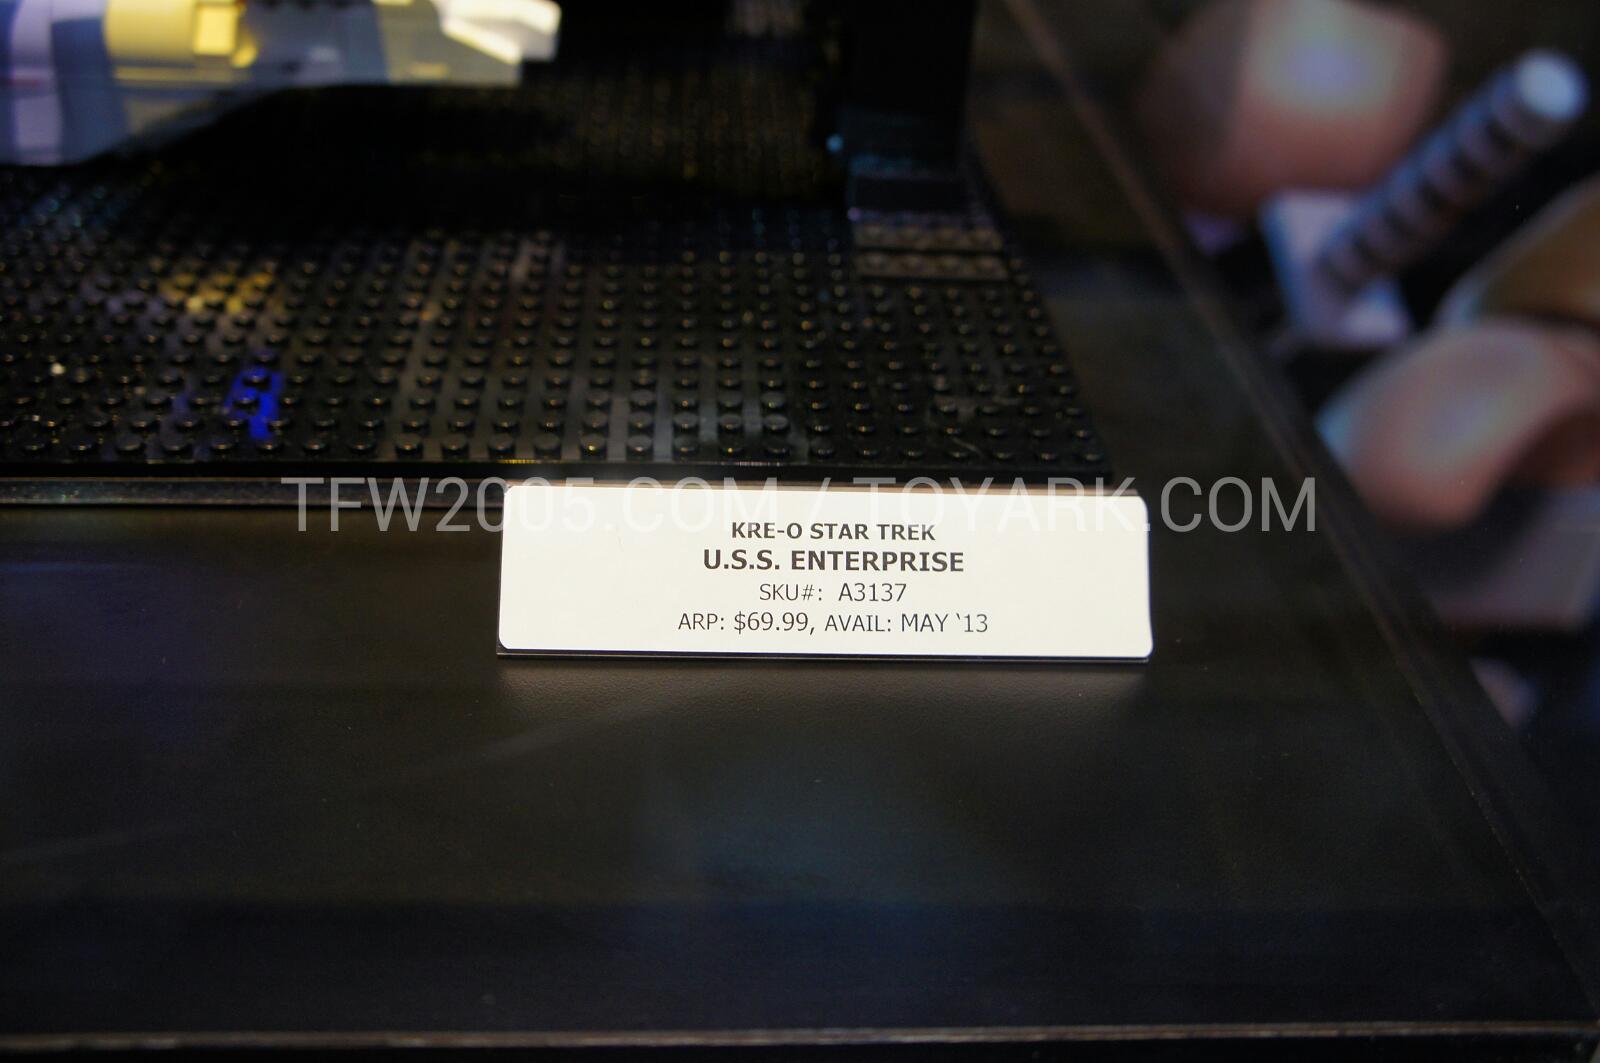 TFW2005.COM / TOYARK.COM
KRE-O STAR TREK
U.S.S. ENTERPRISE
SKU#: A3137
ARP: $69.99, AVAIL: MAY ‘13